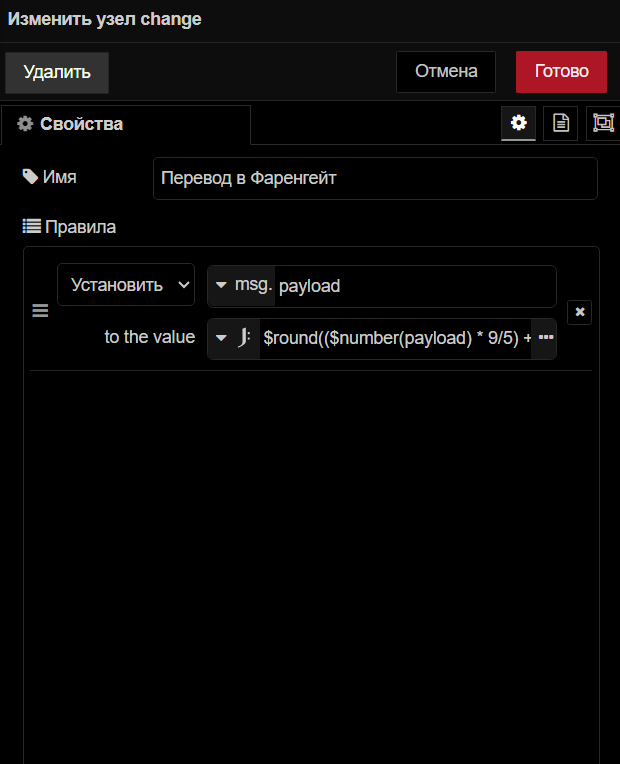 Изменить узел change
Удалить
Отмена
Готово
Свойства
Имя
Перевод в Фаренгейт
Правила
Установить
msg. payload
to the value
J: $round(($number(payload) * 9/5) +